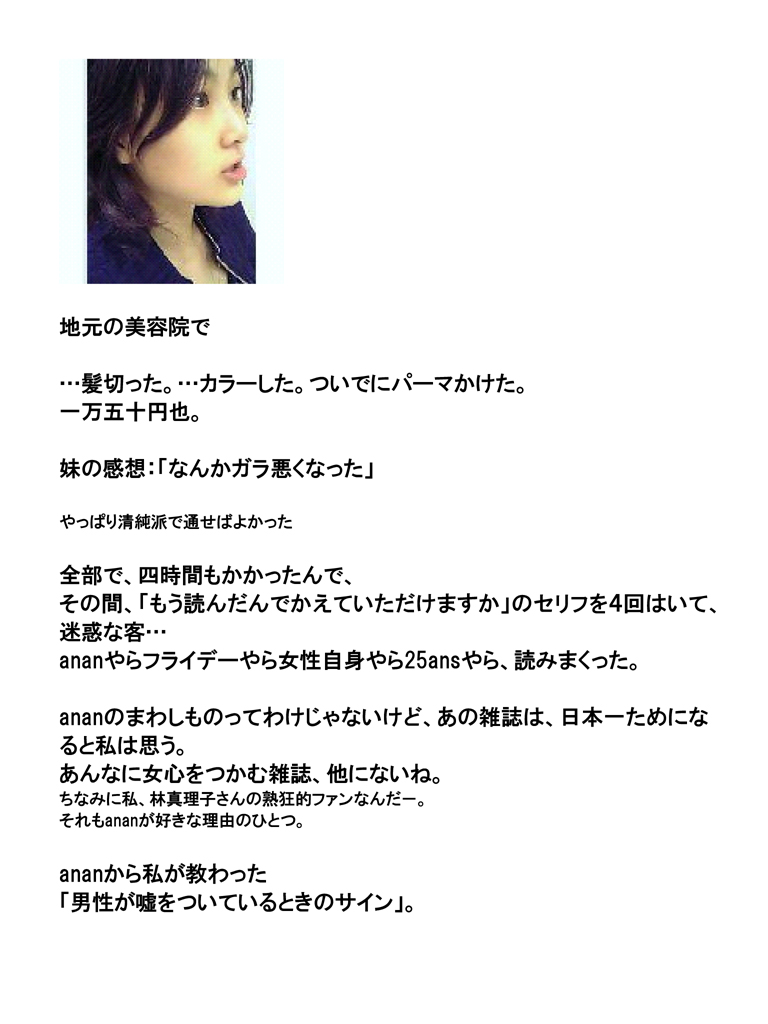 地元の美容院で
…髪切った。…カラーした。ついでにパーマかけた。
一万五十円也。
妹の感想：「なんかガラ悪くなった」
やっぱり清純派で通せばよかった
全部で、四時間もかかったんで、
その間、「もう読んだんでかえていただけますか」のセリフを4回はいて、
迷惑な客…
ananやらフライデーやら女性自身やら25ansやら、読みまくった。
ananのまわしものってわけじゃないけど、あの雑誌は、日本一ためにな
ると私は思う。
あんなに女心をつかむ雑誌、他にないね。
ちなみに私、林真理子さんの熟狂的ファンなんだー。
それもananが好きな理由のひとつ。
ananから私が教わった
「男性が嘘をついているときのサイン」。